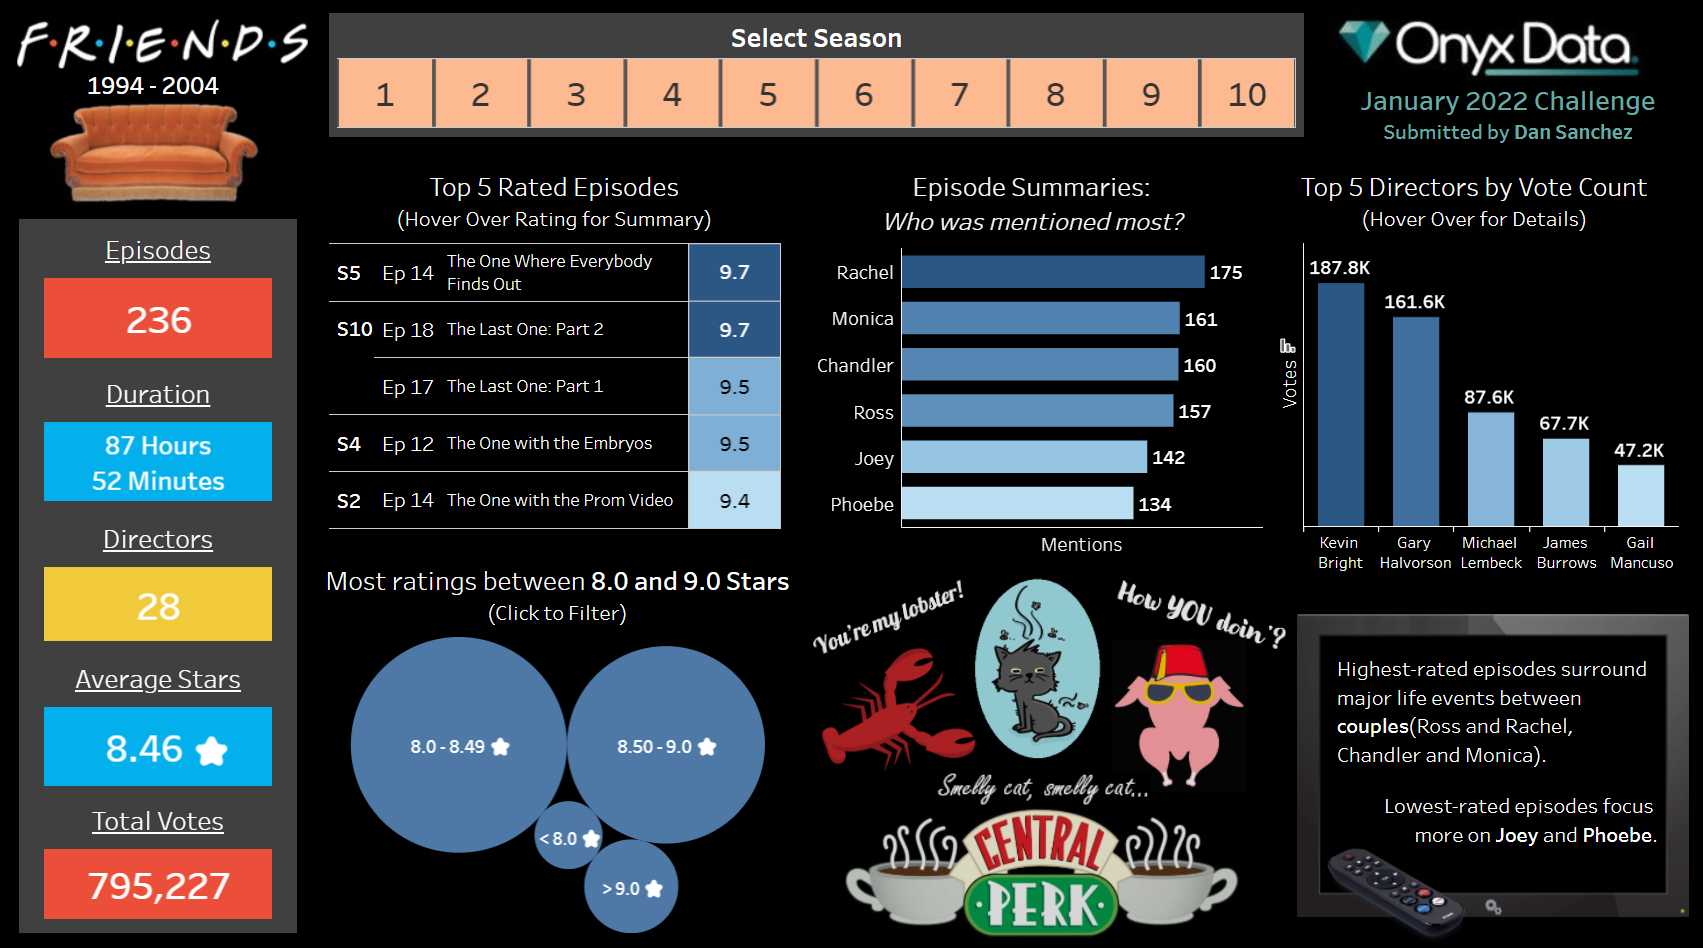 F·R·I·E·N·D·S
1994 - 2004
Select Season
1 2 3 4 5 6 7 8 9 10
Onyx Data.
January 2022 Challenge
Submitted by Dan Sanchez
Episodes
236
Duration
87 Hours
52 Minutes
Directors
28
Average Stars
8.46
Total Votes
795,227
Top 5 Rated Episodes
(Hover Over Rating for Summary)
S5 Ep 14 The One Where Everybody
Finds Out 9.7
S10 Ep 18 The Last One: Part 2 9.7
Ep 17 The Last One: Part 1 9.5
S4 Ep 12 The One with the Embryos 9.5
S2 Ep 14 The One with the Prom Video 9.4
Episode Summaries:
Who was mentioned most?
Rachel 175
Monica 161
Chandler 160
Ross 157
Joey 142
Phoebe 134
Mentions
Top 5 Directors by Vote Count
(Hover Over for Details)
Votes
187.8K
161.6K
87.6K
67.7K
47.2K
Kevin Bright
Gary Halvorson
Michael Lembeck
James Burrows
Gail Mancuso
Most ratings between 8.0 and 9.0 Stars
(Click to Filter)
8.0 - 8.49
8.50 - 9.0
< 8.0
> 9.0
You're my lobster!
How YOU doin'?
Smelly cat, smelly cat...
CENTRAL
PERK
Highest-rated episodes surround
major life events between
couples(Ross and Rachel,
Chandler and Monica).
Lowest-rated episodes focus
more on Joey and Phoebe.